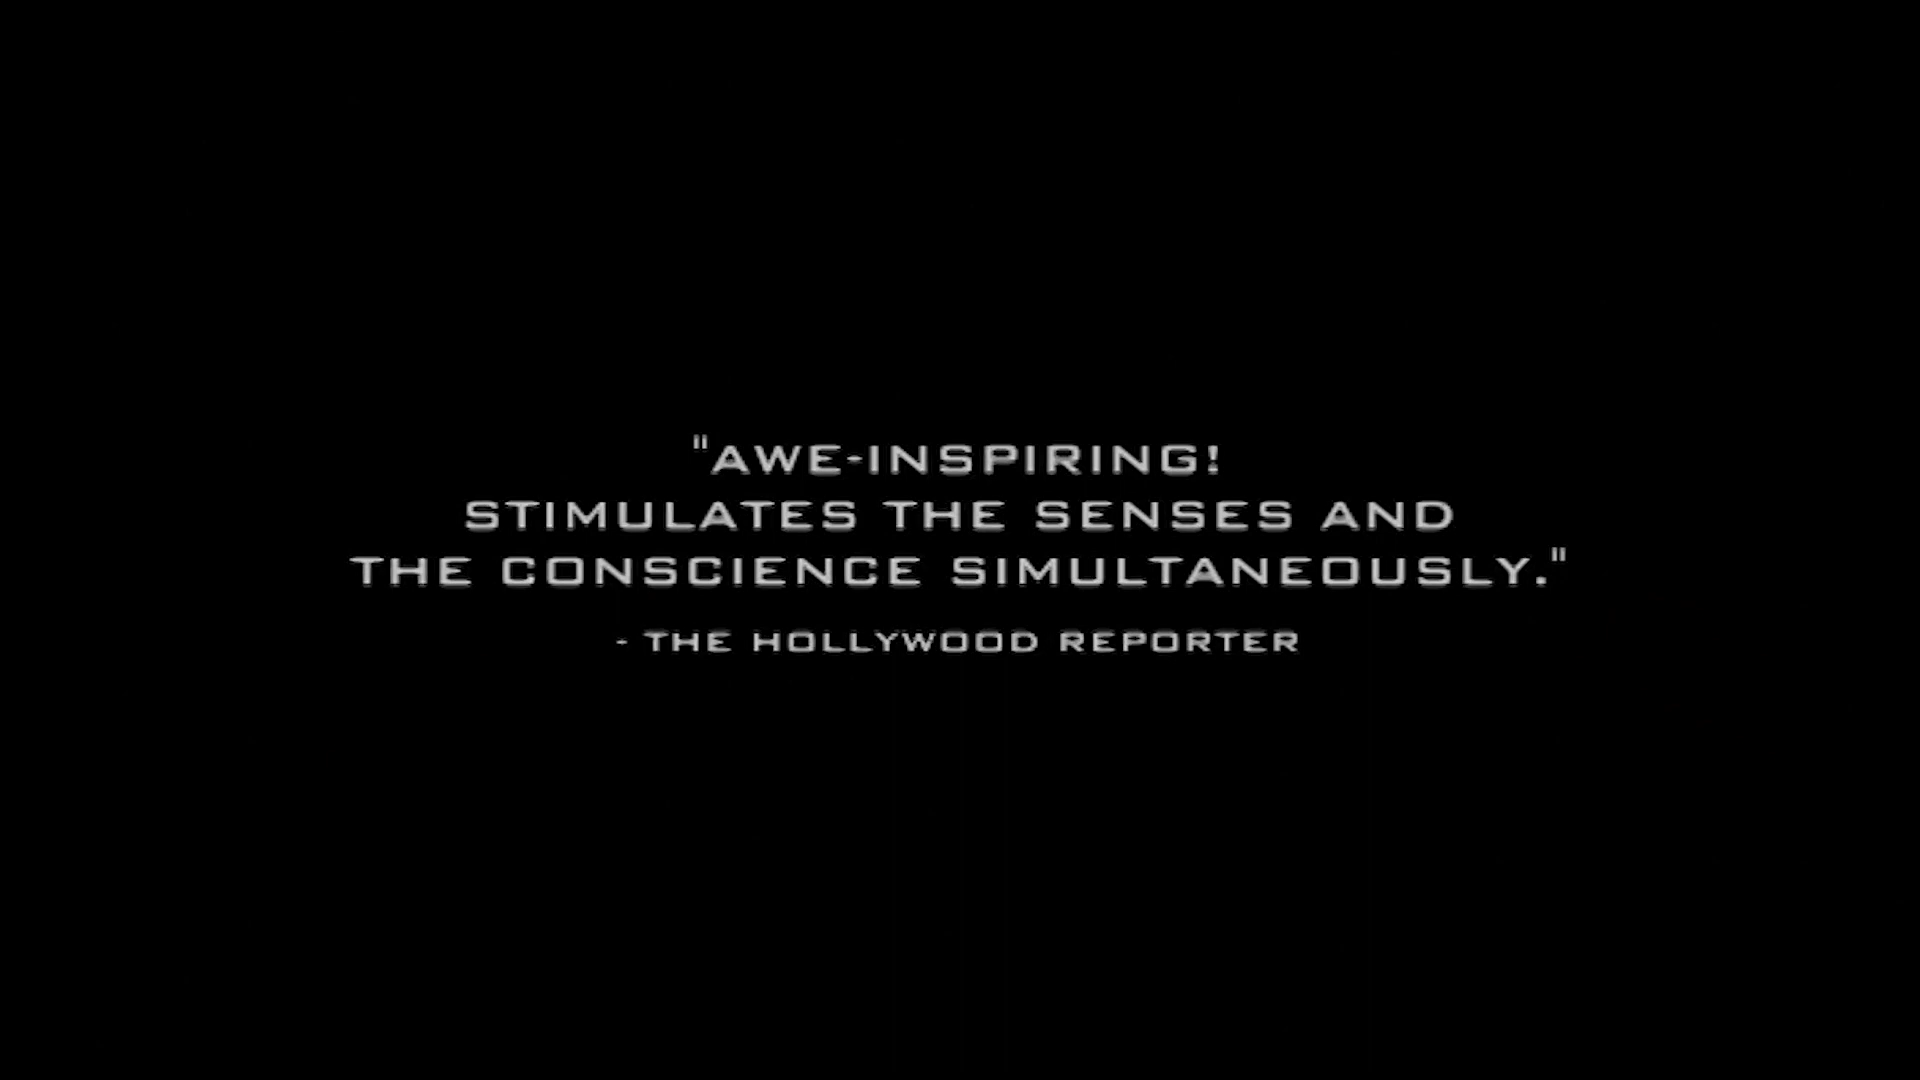 "AWE-INSPIRING!
STIMULATES THE SENSES AND
THE CONSCIENCE SIMULTANEOUSLY."
- THE HOLLYWOOD REPORTER